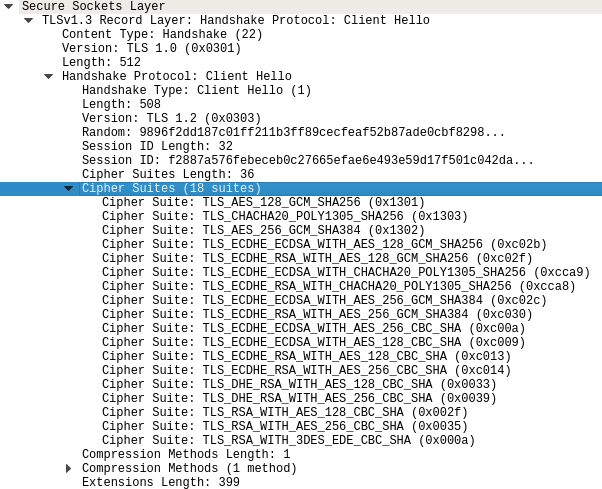 Secure Sockets Layer
TLSv1.3 Record Layer: Handshake Protocol: Client Hello
Content Type: Handshake (22)
Version: TLS 1.0 (0x0301)
Length: 512
Handshake Protocol: Client Hello
Handshake Type: Client Hello (1)
Length: 508
Version: TLS 1.2 (0x0303)
Random: 9896f2dd187c01ff211b3ff89cecfeaf52b87ade0cbf8298...
Session ID Length: 32
Session ID: f2887a576febeceb0c27665efae6e493e59d17f501c042da...
Cipher Suites Length: 36
Cipher Suites (18 suites)
Cipher Suite: TLS_AES_128_GCM_SHA256 (0x1301)
Cipher Suite: TLS_CHACHA20_POLY1305_SHA256 (0x1303)
Cipher Suite: TLS_AES_256_GCM_SHA384 (0x1302)
Cipher Suite: TLS_ECDHE_ECDSA_WITH_AES_128_GCM_SHA256 (0xc02b)
Cipher Suite: TLS_ECDHE_RSA_WITH_AES_128_GCM_SHA256 (0xc02f)
Cipher Suite: TLS_ECDHE_ECDSA_WITH_CHACHA20_POLY1305_SHA256 (0xcca9)
Cipher Suite: TLS_ECDHE_RSA_WITH_CHACHA20_POLY1305_SHA256 (0xcca8)
Cipher Suite: TLS_ECDHE_ECDSA_WITH_AES_256_GCM_SHA384 (0xc02c)
Cipher Suite: TLS_ECDHE_RSA_WITH_AES_256_GCM_SHA384 (0xc030)
Cipher Suite: TLS_ECDHE_ECDSA_WITH_AES_256_CBC_SHA (0xc00a)
Cipher Suite: TLS_ECDHE_ECDSA_WITH_AES_128_CBC_SHA (0xc009)
Cipher Suite: TLS_ECDHE_RSA_WITH_AES_128_CBC_SHA (0xc013)
Cipher Suite: TLS_ECDHE_RSA_WITH_AES_256_CBC_SHA (0xc014)
Cipher Suite: TLS_DHE_RSA_WITH_AES_128_CBC_SHA (0x0033)
Cipher Suite: TLS_DHE_RSA_WITH_AES_256_CBC_SHA (0x0039)
Cipher Suite: TLS_RSA_WITH_AES_128_CBC_SHA (0x002f)
Cipher Suite: TLS_RSA_WITH_AES_256_CBC_SHA (0x0035)
Cipher Suite: TLS_RSA_WITH_3DES_EDE_CBC_SHA (0x000a)
Compression Methods Length: 1
Compression Methods (1 method)
Extensions Length: 399